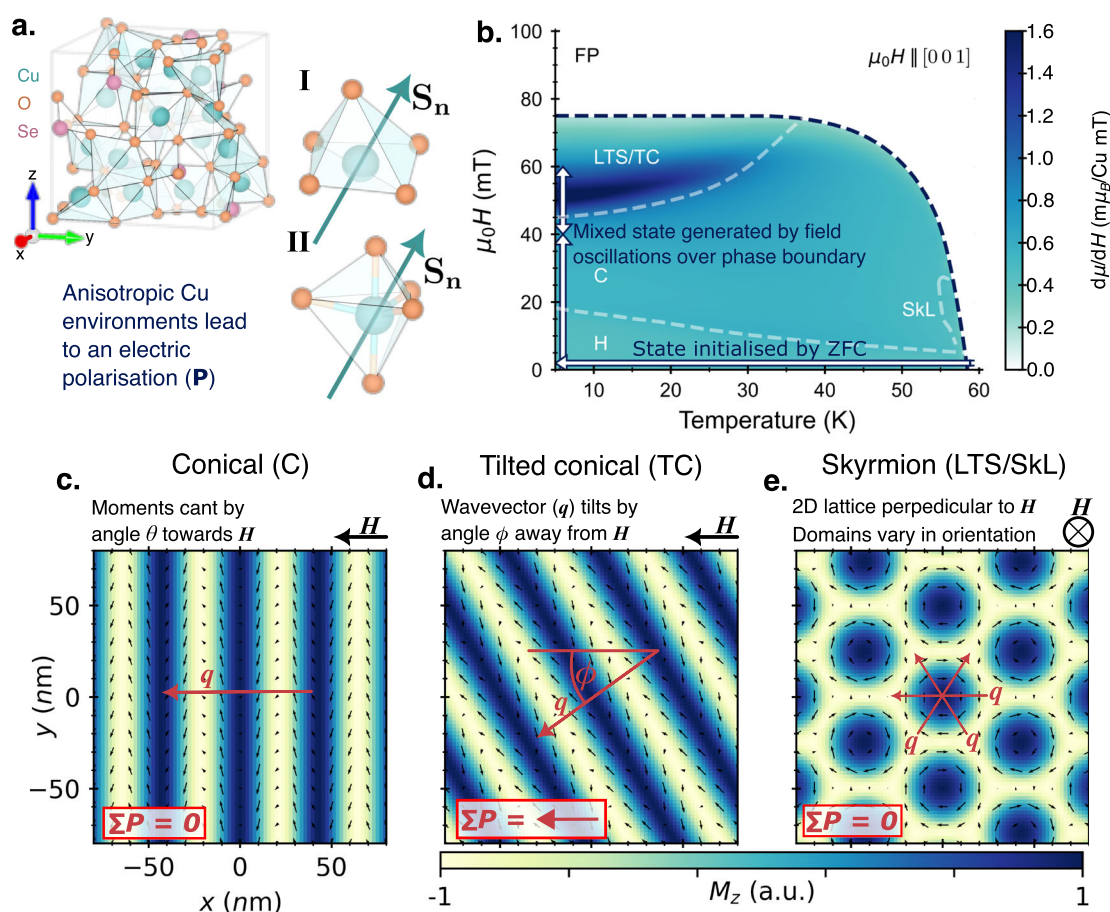 a.
Cu
O
Se
z
y
x
I
Sn
II
Sn
Anisotropic Cu
environments lead
to an electric
polarisation (P)
b.
FP
μ0H ∥ [0 0 1]
LTS/TC
Mixed state generated by field
oscillations over phase boundary
C
SkL
H
State initialised by ZFC
100
80
60
40
20
0
μ0H (mT)
10 20 30 40 50 60
Temperature (K)
1.6
1.4
1.2
1.0
0.8
0.6
0.4
0.2
0.0
dμ/dH (mμB/Cu mT)
Conical (C)
c.
Moments cant by
angle θ towards H
H
q
ΣP = 0
50
0
−50
y (nm)
−50 0 50
x (nm)
Tilted conical (TC)
d.
Wavevector (q) tilts by
angle ϕ away from H
H
ϕ
q
ΣP =
Skyrmion (LTS/SkL)
e.
2D lattice perpedicular to H
Domains vary in orientation
H
q
q
q
ΣP = 0
-1
1
Mz (a.u.)